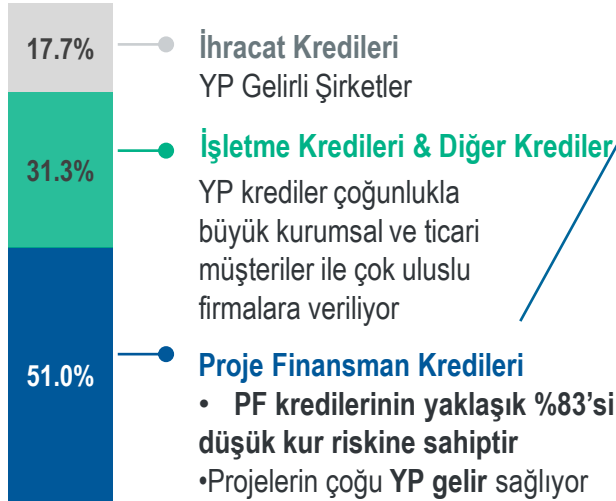 17.7%
İhracat Kredileri
YP Gelirli Şirketler
31.3%
İşletme Kredileri & Diğer Krediler
YP krediler çoğunlukla
büyük kurumsal ve ticari
müşteriler ile çok uluslu
firmalara veriliyor
51.0%
Proje Finansman Kredileri
• PF kredilerinin yaklaşık %83’si
düşük kur riskine sahiptir
•Projelerin çoğu YP gelir sağlıyor